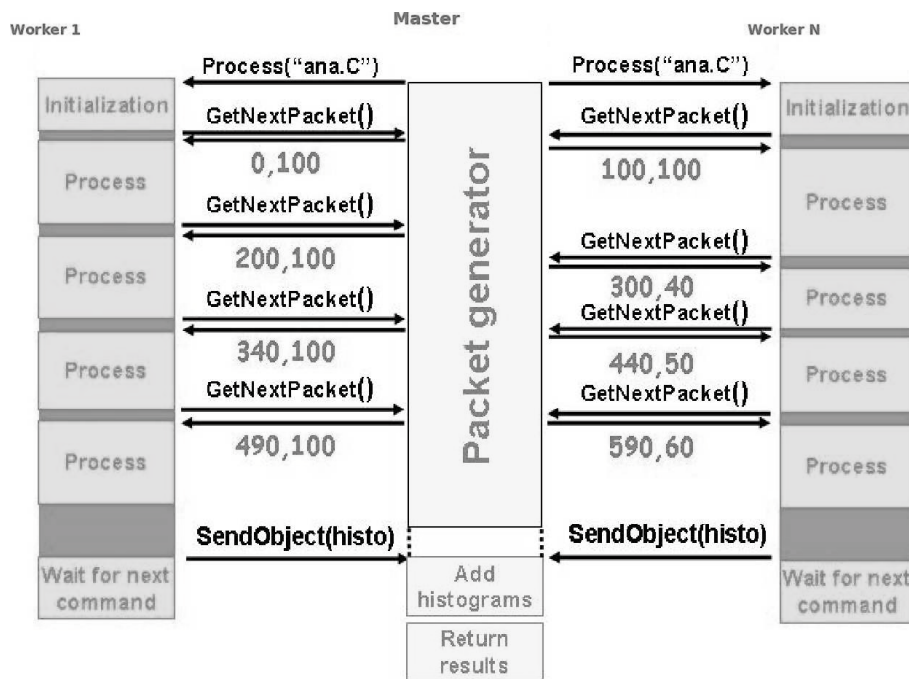 Master
Worker 1
Worker N
Process("ana.C")
Process("ana.C")
Initialization
GetNextPacket()
GetNextPacket()
Initialization
0,100
100,100
Process
Process
GetNextPacket()
200,100
GetNextPacket()
Process
300,40
Process
GetNextPacket()
GetNextPacket()
340,100
440,50
Process
Process
GetNextPacket()
GetNextPacket()
490,100
590,60
Process
Process
Packet generator
SendObject(histo)
SendObject(histo)
Wait for next
command
Add
histograms
Wait for next
command
Return
results